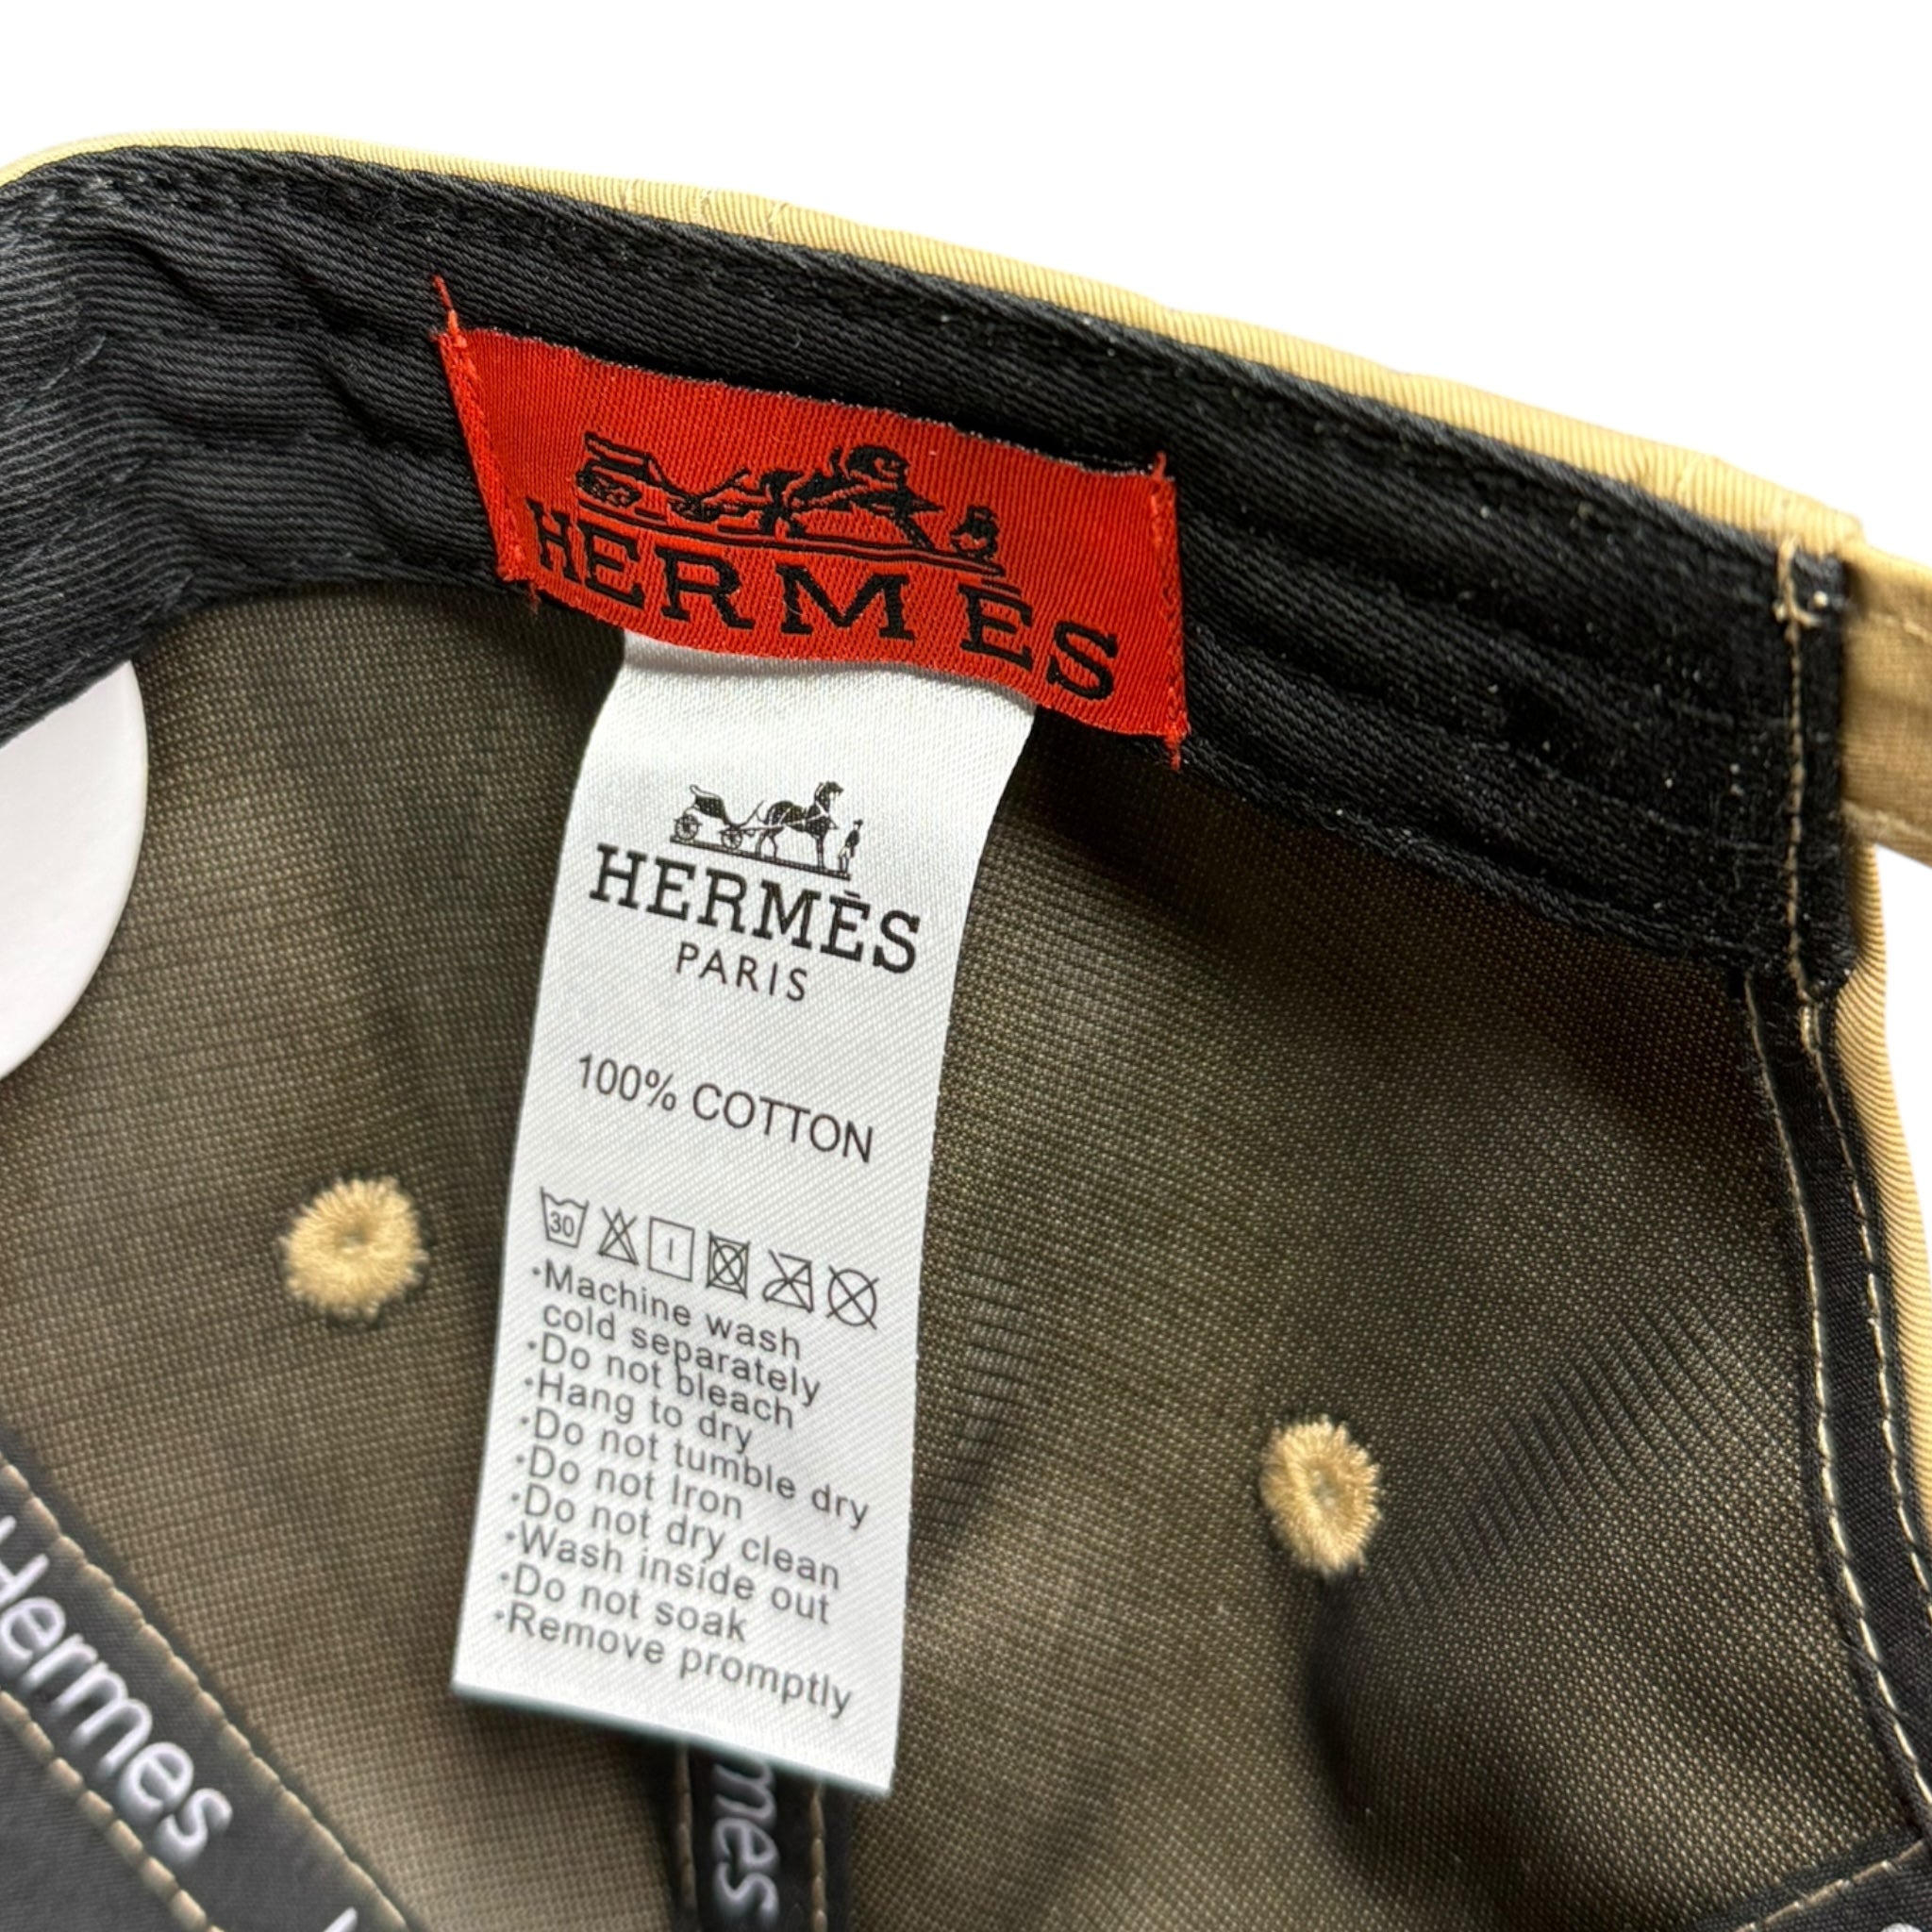 HERMÈS
HERMÈS
PARIS
100% COTTON
30
•Machine wash
cold separately
•Do not bleach
•Hang to dry
•Do not tumble dry
•Do not Iron
•Do not dry clean
•Wash inside out
•Do not soak
•Remove promptly
Hermes
mes